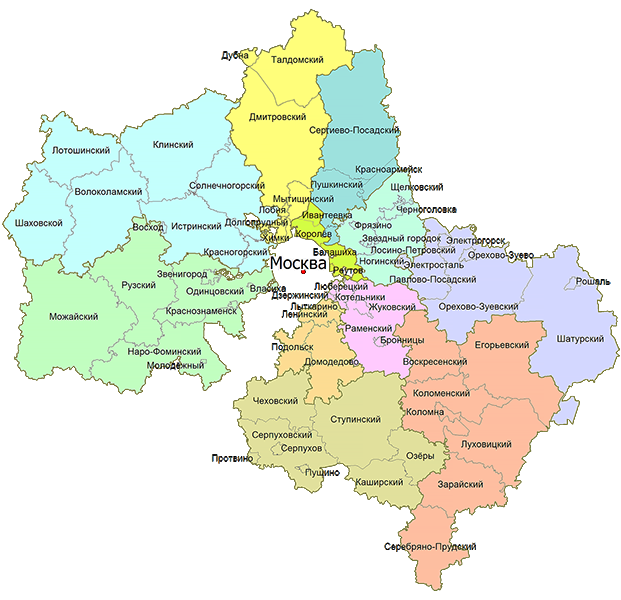 Дубна
Талдомский
Дмитровский
Сергиево-Посадский
Лотошинский
Клинский
Красноармейск
Волоколамский
Солнечногорский
Пушкинский
Щелковский
Мытищинский
Шаховской
Восход
Истринский
Лобня
Долгопрудный
Ивантеевка
Черноголовка
Фрязино
Химки
Королёв
Звездный городок
Электрогорск
Красногорский
Балашиха
Лосино-Петровский
Орехово-Зуево
Москва
Ногинский
Электросталь
Звенигород
Реутов
Павлово-Посадский
Рошаль
Рузский
Одинцовский
Власиха
Люберецкий
Дзержинский
Котельники
Можайский
Краснознаменск
Лыткарино
Жуковский
Орехово-Зуевский
Ленинский
Раменский
Шатурский
Наро-Фоминский
Подольск
Бронницы
Егорьевский
Молодёжный
Домодедово
Воскресенский
Чеховский
Коломенский
Ступинский
Коломна
Серпуховский
Луховицкий
Серпухов
Протвино
Озёры
Пущино
Каширский
Зарайский
Серебряно-Прудский